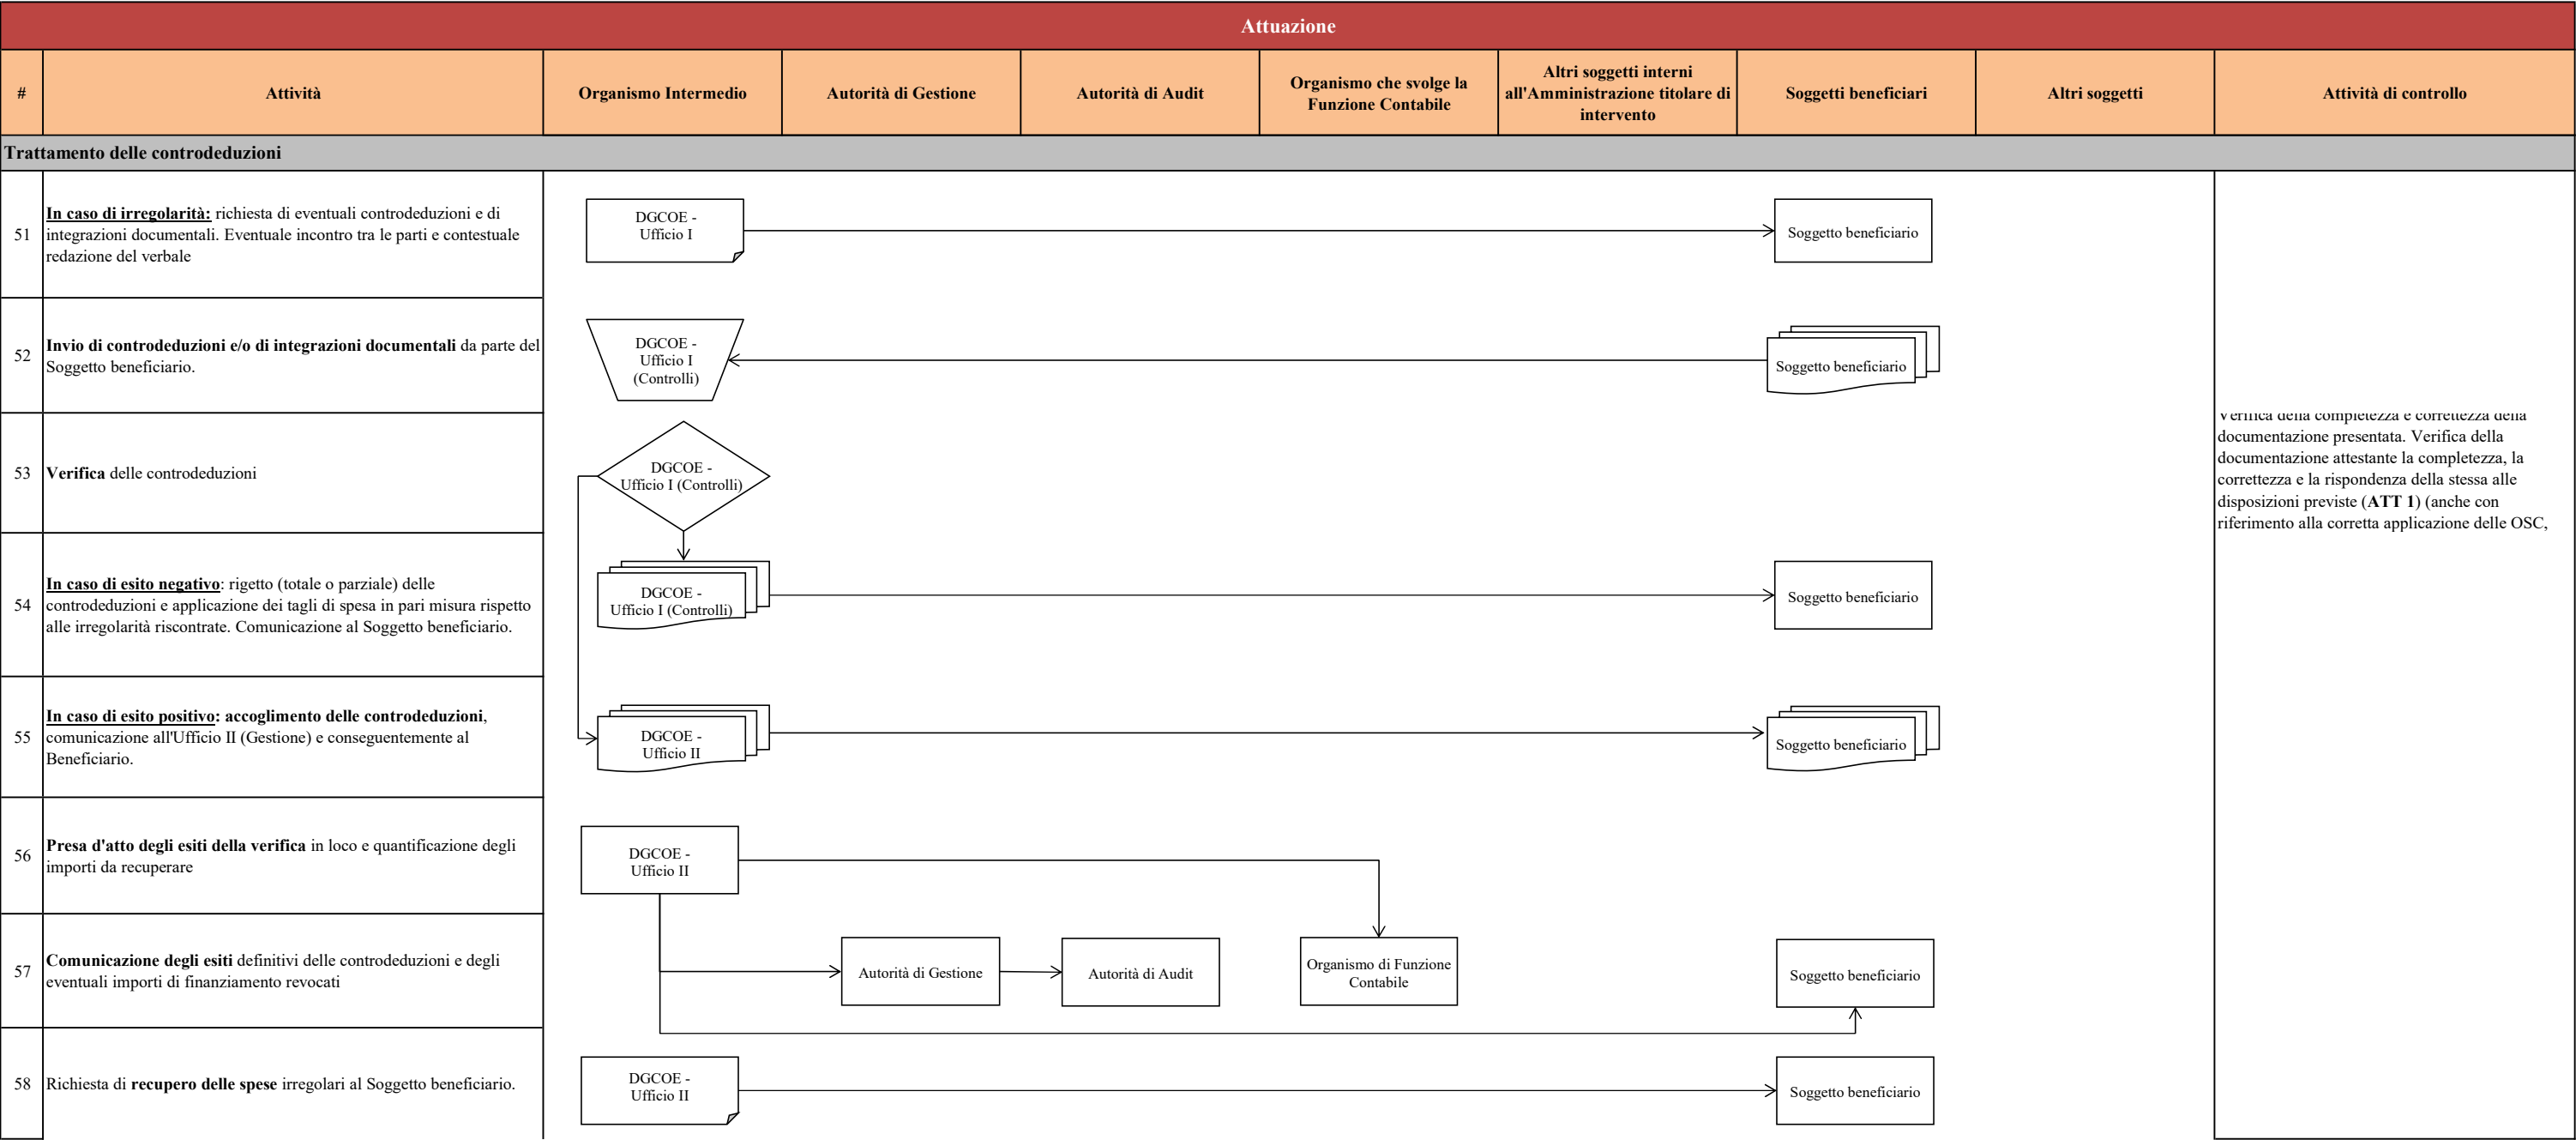 Attuazione
#
Attività
Organismo Intermedio
Autorità di Gestione
Autorità di Audit
Organismo che svolge la
Funzione Contabile
Altri soggetti interni
all'Amministrazione titolare di
intervento
Soggetti beneficiari
Altri soggetti
Attività di controllo
Trattamento delle controdeduzioni
51
In caso di irregolarità: richiesta di eventuali controdeduzioni e di
integrazioni documentali. Eventuale incontro tra le parti e contestuale
redazione del verbale
DGCOE -
Ufficio I
Soggetto beneficiario
52
Invio di controdeduzioni e/o di integrazioni documentali da parte del
Soggetto beneficiario.
DGCOE -
Ufficio I
(Controlli)
Soggetto beneficiario
53
Verifica delle controdeduzioni
DGCOE -
Ufficio I (Controlli)
Verifica della completezza e correttezza della
documentazione presentata. Verifica della
documentazione attestante la completezza, la
correttezza e la rispondenza della stessa alle
disposizioni previste (ATT 1) (anche con
riferimento alla corretta applicazione delle OSC,
54
In caso di esito negativo: rigetto (totale o parziale) delle
controdeduzioni e applicazione dei tagli di spesa in pari misura rispetto
alle irregolarità riscontrate. Comunicazione al Soggetto beneficiario.
DGCOE -
Ufficio I (Controlli)
Soggetto beneficiario
55
In caso di esito positivo: accoglimento delle controdeduzioni,
comunicazione all'Ufficio II (Gestione) e conseguentemente al
Beneficiario.
DGCOE -
Ufficio II
Soggetto beneficiario
56
Presa d'atto degli esiti della verifica in loco e quantificazione degli
importi da recuperare
DGCOE -
Ufficio II
57
Comunicazione degli esiti definitivi delle controdeduzioni e degli
eventuali importi di finanziamento revocati
Autorità di Gestione
Autorità di Audit
Organismo di Funzione
Contabile
Soggetto beneficiario
58
Richiesta di recupero delle spese irregolari al Soggetto beneficiario.
DGCOE -
Ufficio II
Soggetto beneficiario